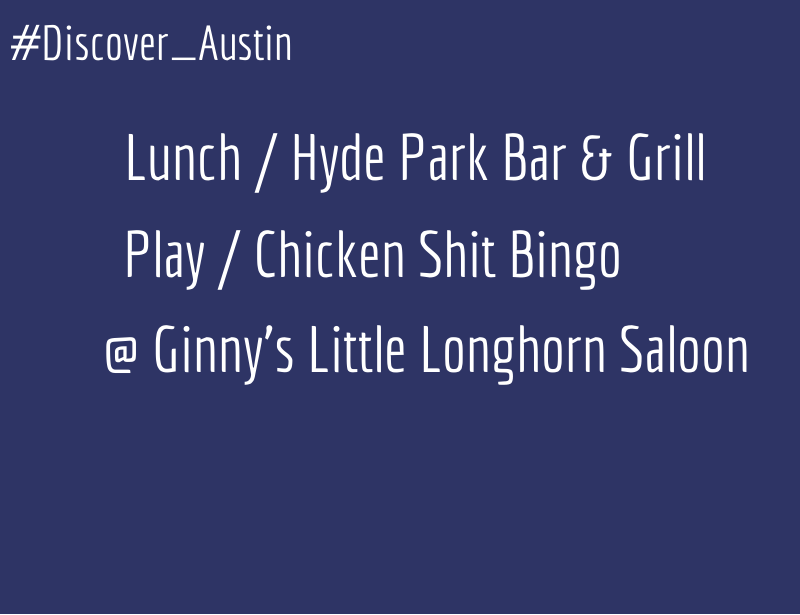 #Discover_Austin
Lunch / Hyde Park Bar & Grill
Play / Chicken Shit Bingo
@ Ginny's Little Longhorn Saloon